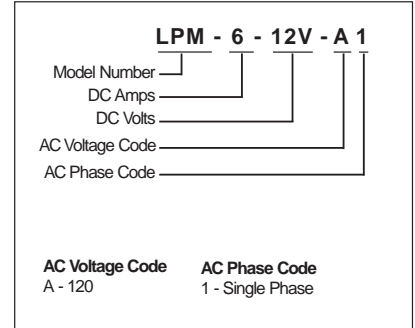 LPM - 6 - 12V - A 1
Model Number
DC Amps
DC Volts
AC Voltage Code
AC Phase Code
AC Voltage Code AC Phase Code
A - 120 1 - Single Phase